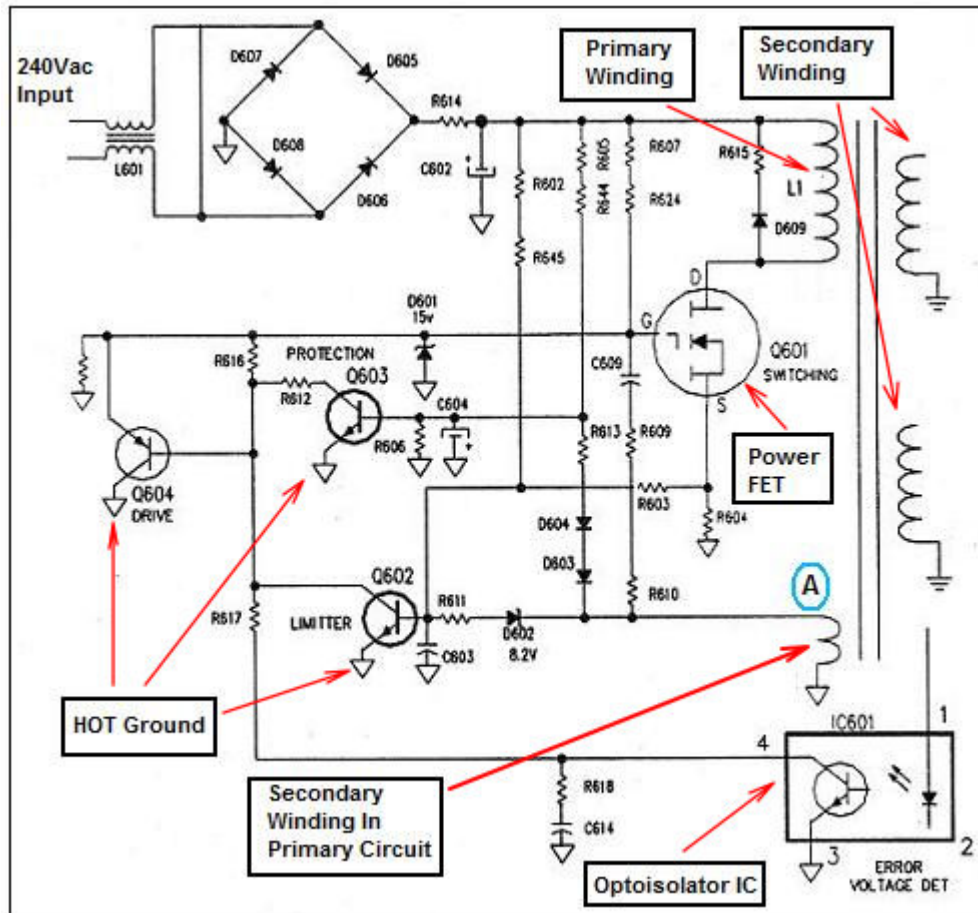 240Vac
Input
L601
D607
D605
D608
D606
R614
C602
+
R602
R645
R605
R644
R607
R624
R615
L1
D609
Primary
Winding
Secondary
Winding
D
G
S
Q601
SWITCHING
Power
FET
D601
15v
R616
PROTECTION
Q603
R612
R606
C604
+
C609
R613
R609
R603
R604
Q604
DRIVE
D604
D603
R610
A
Q602
LIMITTER
R611
D602
8.2V
C603
R617
HOT Ground
Secondary
Winding In
Primary Circuit
R618
C614
IC601
1
4
3
2
ERROR
VOLTAGE DET
Optoisolator IC